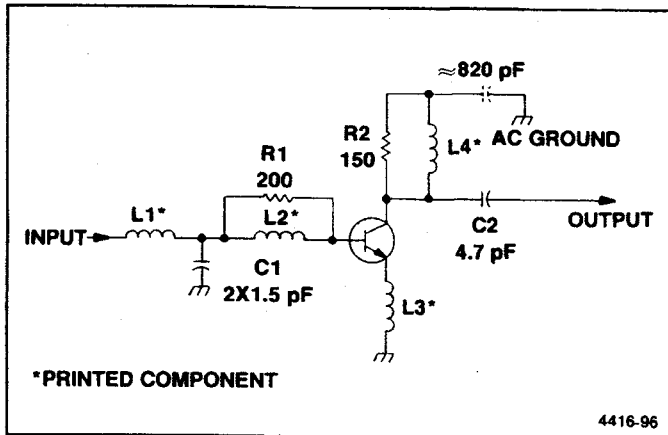 ≈820 pF
R2
150
L4*
AC GROUND
R1
200
L1*
L2*
INPUT
OUTPUT
C1
2X1.5 pF
C2
4.7 pF
L3*
*PRINTED COMPONENT
4416-96